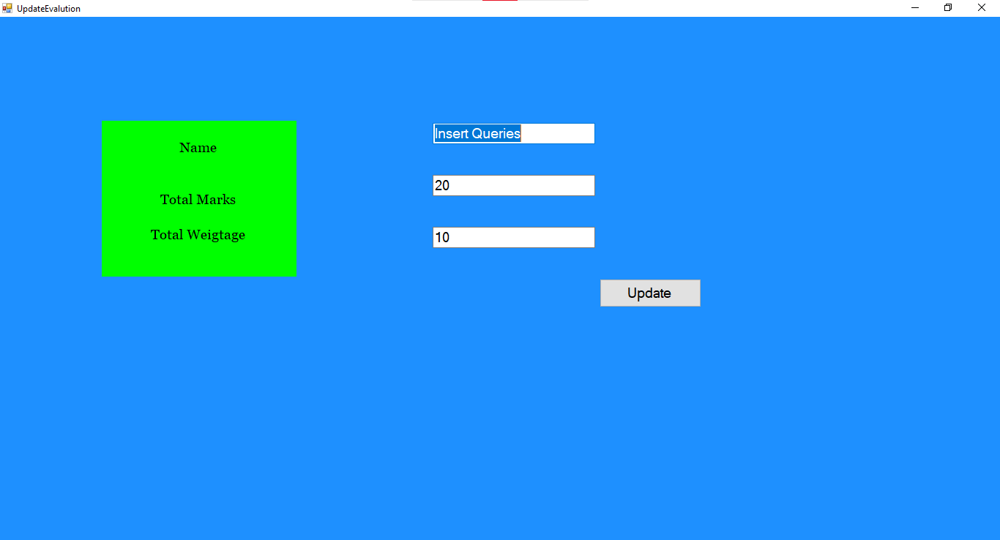 UpdateEvalution
Name
Insert Queries
Total Marks
20
Total Weigtage
10
Update